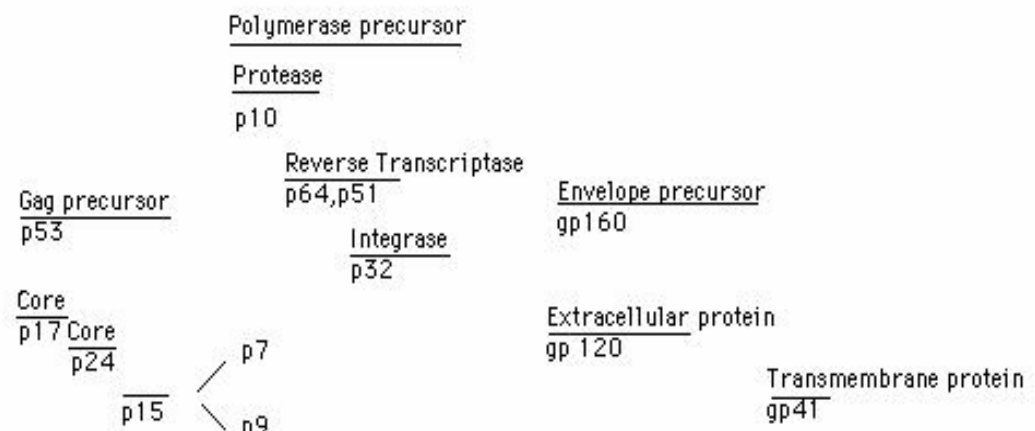 Polymerase precursor
Protease
p10
Reverse Transcriptase
p64,p51
Gag precursor
p53
Envelope precursor
gp160
Integrase
p32
Core
p17
Core
p24
Extracellular protein
gp 120
p7
Transmembrane protein
gp41
p15
p9